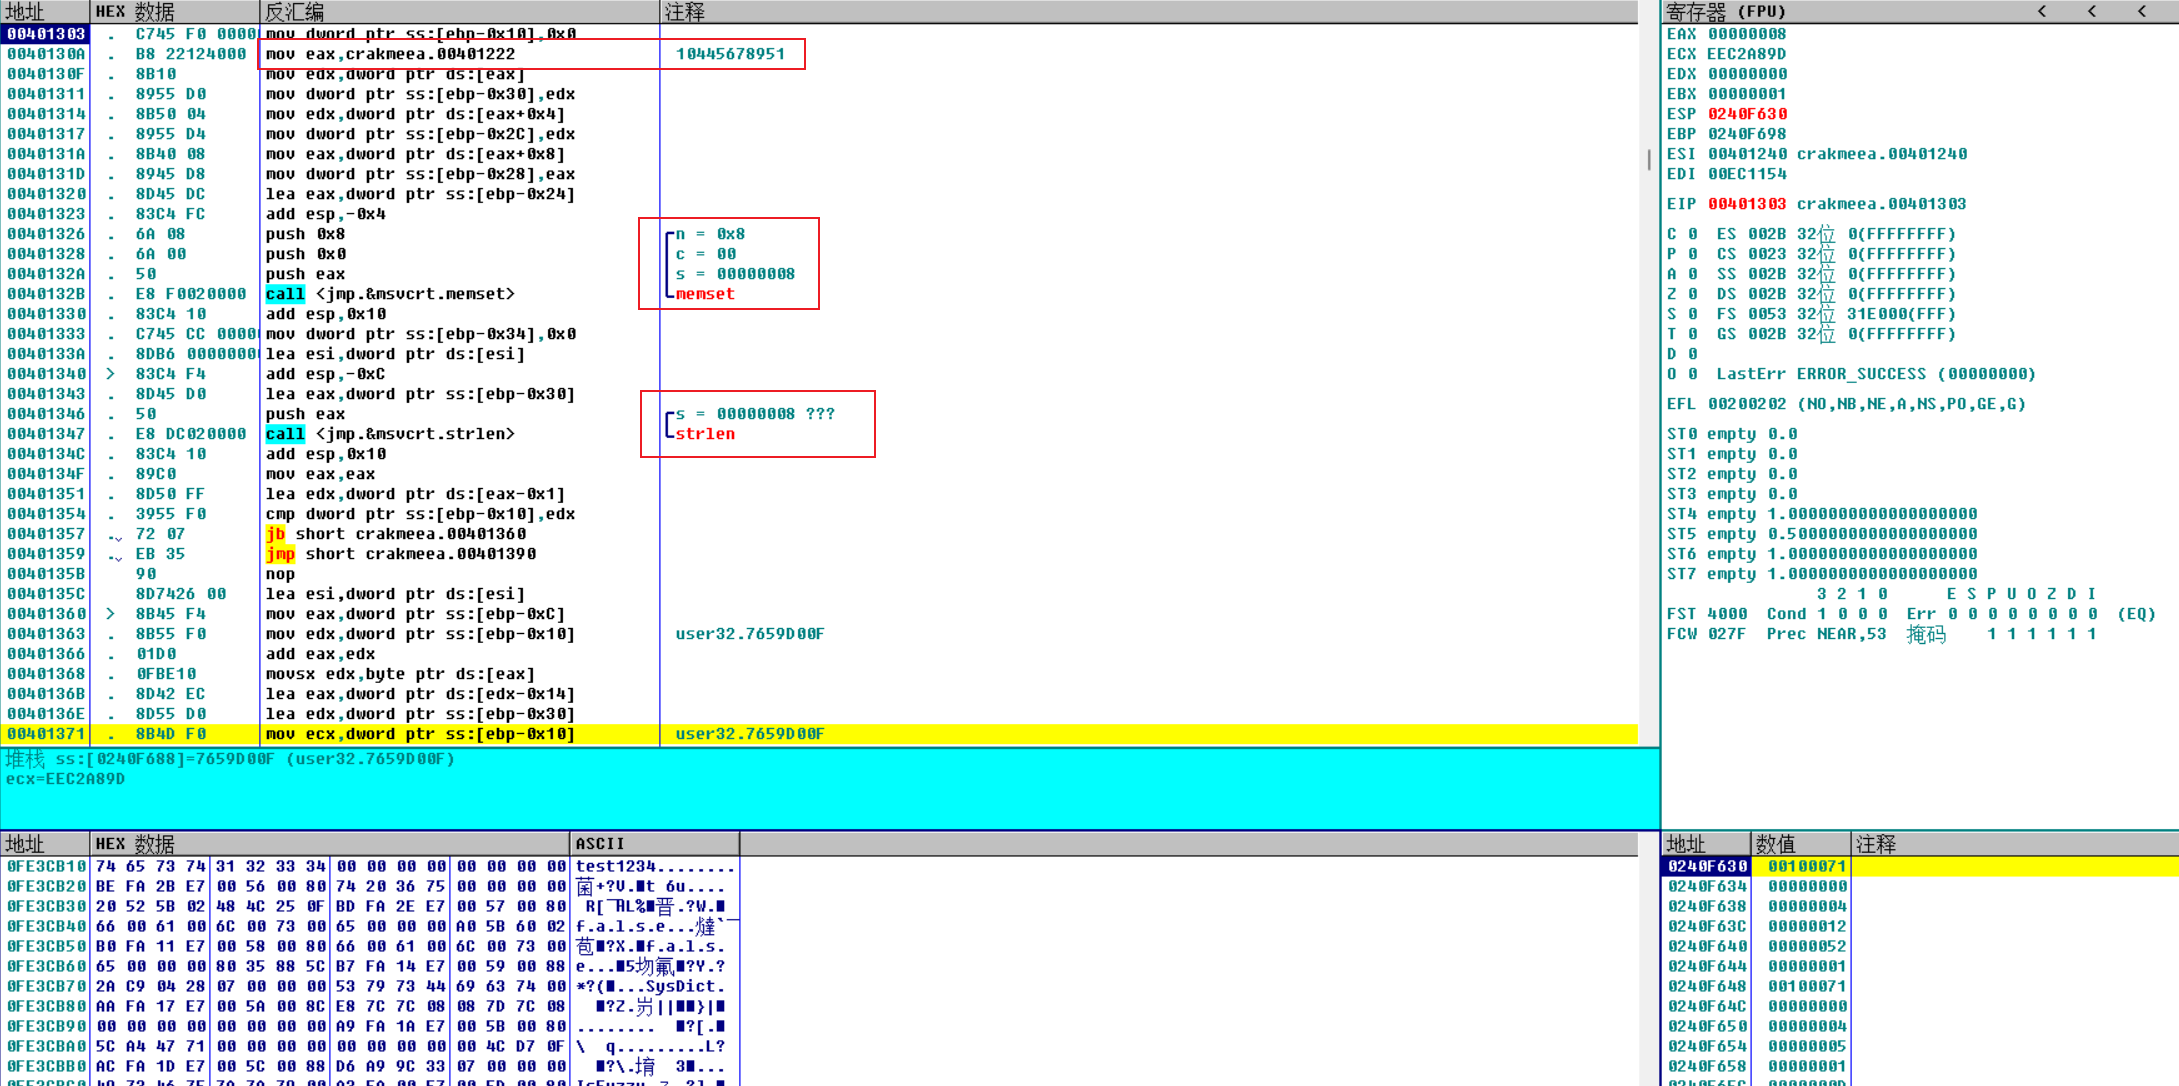 地址 HEX 数据 反汇编 注释
00401303 . C745 F0 0000 mov dword ptr ss:[ebp-0x10],0x0
0040130A . B8 22124000 mov eax,crakmeea.00401222 10445678951
0040130F . 8B10 mov edx,dword ptr ds:[eax]
00401311 . 8955 D0 mov dword ptr ss:[ebp-0x30],edx
00401314 . 8B50 04 mov edx,dword ptr ds:[eax+0x4]
00401317 . 8955 D4 mov dword ptr ss:[ebp-0x2C],edx
0040131A . 8B40 08 mov eax,dword ptr ds:[eax+0x8]
0040131D . 8945 D8 mov dword ptr ss:[ebp-0x28],eax
00401320 . 8D45 DC lea eax,dword ptr ss:[ebp-0x24]
00401323 . 83C4 FC add esp,-0x4
00401326 . 6A 08 push 0x8 n = 0x8
00401328 . 6A 00 push 0x0 c = 00
0040132A . 50 push eax s = 00000008
0040132B . E8 F0020000 call <jmp.&msvcrt.memset> memset
00401330 . 83C4 10 add esp,0x10
00401333 . C745 CC 0000 mov dword ptr ss:[ebp-0x34],0x0
0040133A . 8DB6 00000000 lea esi,dword ptr ds:[esi]
00401340 > 83C4 F4 add esp,-0xC
00401343 . 8D45 D0 lea eax,dword ptr ss:[ebp-0x30]
00401346 . 50 push eax s = 00000008 ???
00401347 . E8 DC020000 call <jmp.&msvcrt.strlen> strlen
0040134C . 83C4 10 add esp,0x10
0040134F . 89C0 mov eax,eax
00401351 . 8D50 FF lea edx,dword ptr ds:[eax-0x1]
00401354 . 3955 F0 cmp dword ptr ss:[ebp-0x10],edx
00401357 . 72 07 jb short crakmeea.00401360
00401359 . EB 35 jmp short crakmeea.00401390
0040135B 90 nop
0040135C 8D7426 00 lea esi,dword ptr ds:[esi]
00401360 > 8B45 F4 mov eax,dword ptr ss:[ebp-0xC]
00401363 . 8B55 F0 mov edx,dword ptr ss:[ebp-0x10] user32.7659D00F
00401366 . 01D0 add eax,edx
00401368 . 0FBE10 movsx edx,byte ptr ds:[eax]
0040136B . 8D42 EC lea eax,dword ptr ds:[edx-0x14]
0040136E . 8D55 D0 lea edx,dword ptr ss:[ebp-0x30]
00401371 . 8B4D F0 mov ecx,dword ptr ss:[ebp-0x10] user32.7659D00F
堆栈 ss:[0240F688]=7659D00F (user32.7659D00F)
ecx=EEC2A89D
寄存器 (FPU) < < <
EAX 00000008
ECX EEC2A89D
EDX 00000000
EBX 00000001
ESP 0240F630
EBP 0240F698
ESI 00401240 crakmeea.00401240
EDI 00EC1154
EIP 00401303 crakmeea.00401303
C 0 ES 002B 32位 0(FFFFFFFF)
P 0 CS 0023 32位 0(FFFFFFFF)
A 0 SS 002B 32位 0(FFFFFFFF)
Z 0 DS 002B 32位 0(FFFFFFFF)
S 0 FS 0053 32位 31E000(FFF)
T 0 GS 002B 32位 0(FFFFFFFF)
D 0
O 0 LastErr ERROR_SUCCESS (00000000)
EFL 00200202 (NO,NB,NE,A,NS,PO,GE,G)
ST0 empty 0.0
ST1 empty 0.0
ST2 empty 0.0
ST3 empty 0.0
ST4 empty 1.0000000000000000000
ST5 empty 0.5000000000000000000
ST6 empty 1.0000000000000000000
ST7 empty 1.0000000000000000000
3 2 1 0 E S P U O Z D I
FST 4000 Cond 1 0 0 0 Err 0 0 0 0 0 0 0 0 (EQ)
FCW 027F Prec NEAR,53 掩码 1 1 1 1 1 1
地址 HEX 数据 ASCII
0FE3CB10 74 65 73 74 31 32 33 34 00 00 00 00 00 00 00 00 test1234........
0FE3CB20 BE FA 2B E7 00 56 00 80 74 20 36 75 00 00 00 00
0FE3CB30 20 52 5B 02 48 4C 25 0F BD FA 2E E7 00 57 00 80
0FE3CB40 66 00 61 00 6C 00 73 00 65 00 00 00 A0 5B 60 02
0FE3CB50 B0 FA 11 E7 00 58 00 80 66 00 61 00 6C 00 73 00
0FE3CB60 65 00 00 00 80 35 88 5C B7 FA 14 E7 00 59 00 88
0FE3CB70 2A C9 04 28 07 00 00 00 53 79 73 44 69 63 74 00
0FE3CB80 AA FA 17 E7 00 5A 00 8C E8 7C 7C 08 08 7D 7C 08
0FE3CB90 00 00 00 00 00 00 00 00 A9 FA 1A E7 00 5B 00 80
0FE3CBA0 5C A4 47 71 00 00 00 00 00 00 00 00 00 4C D7 0F
0FE3CBB0 AC FA 1D E7 00 5C 00 88 D6 A9 9C 33 07 00 00 00
地址 数值 注释
0240F630 00100071
0240F634 00000000
0240F638 00000004
0240F63C 00000012
0240F640 00000052
0240F644 00000001
0240F648 00100071
0240F64C 00000000
0240F650 00000004
0240F654 00000005
0240F658 00000001